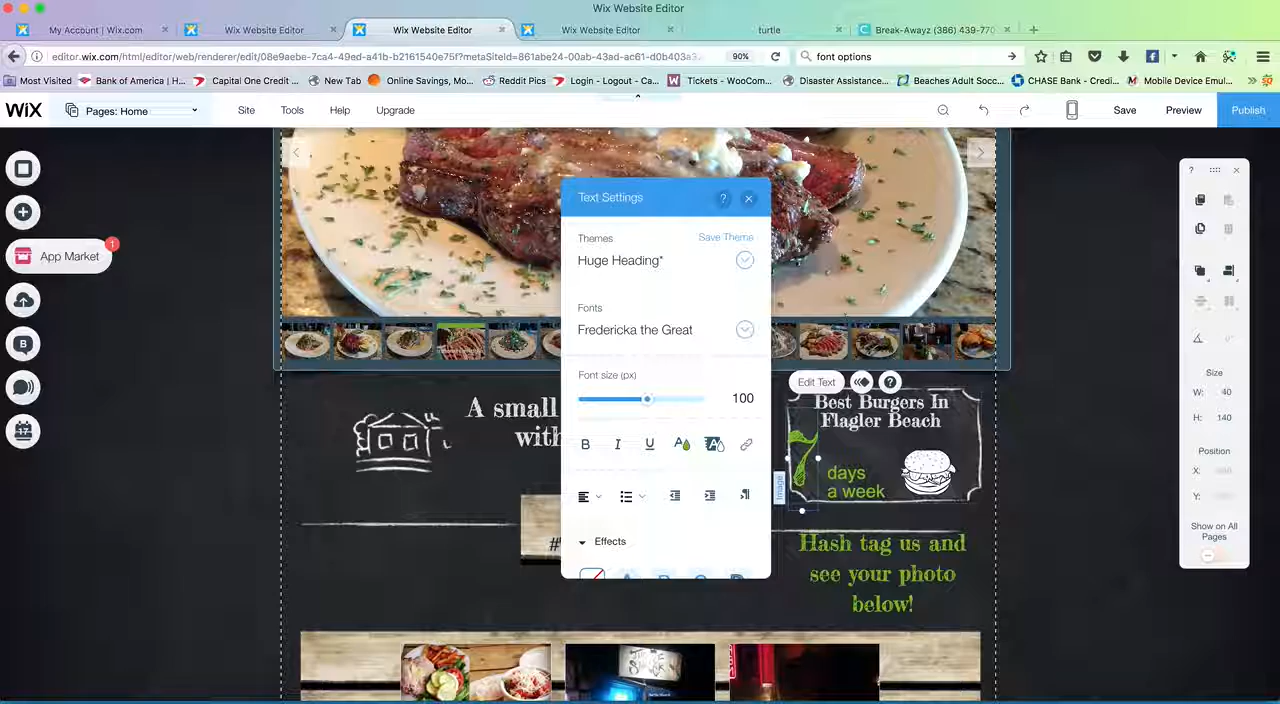 Wix Website Editor
My Account | Wix.com
Wix Website Editor
Wix Website Editor
Wix Website Editor
turtle
Break-Awayz (386) 439-770
editor.wix.com/html/editor/web/renderer/edit/08e9aebe-7ca4-49ed-a41b-b2161540e75f?metaSiteId=861abe24-00ab-43ad-ac61-d0b403a3
90%
font options
Most Visited
Bank of America | H...
Capital One Credit ...
New Tab
Online Savings, Mo...
Reddit Pics
Login - Logout - Ca...
Tickets - WooCom...
Disaster Assistance...
Beaches Adult Socc...
CHASE Bank - Credi...
Mobile Device Emul...
WiX
Pages: Home
Site
Tools
Help
Upgrade
Save
Preview
Publish
App Market
1
Text Settings
?
Themes
Save Theme
Huge Heading*
Fonts
Fredericka the Great
Font size (px)
100
B I U
Effects
A small
with
#
Edit Text
?
Best Burgers In
Flagler Beach
7
days
a week
Image
Hash tag us and
see your photo
below!
?
0°
Size
W: 40
H: 140
Position
X:
Y:
Show on All
Pages